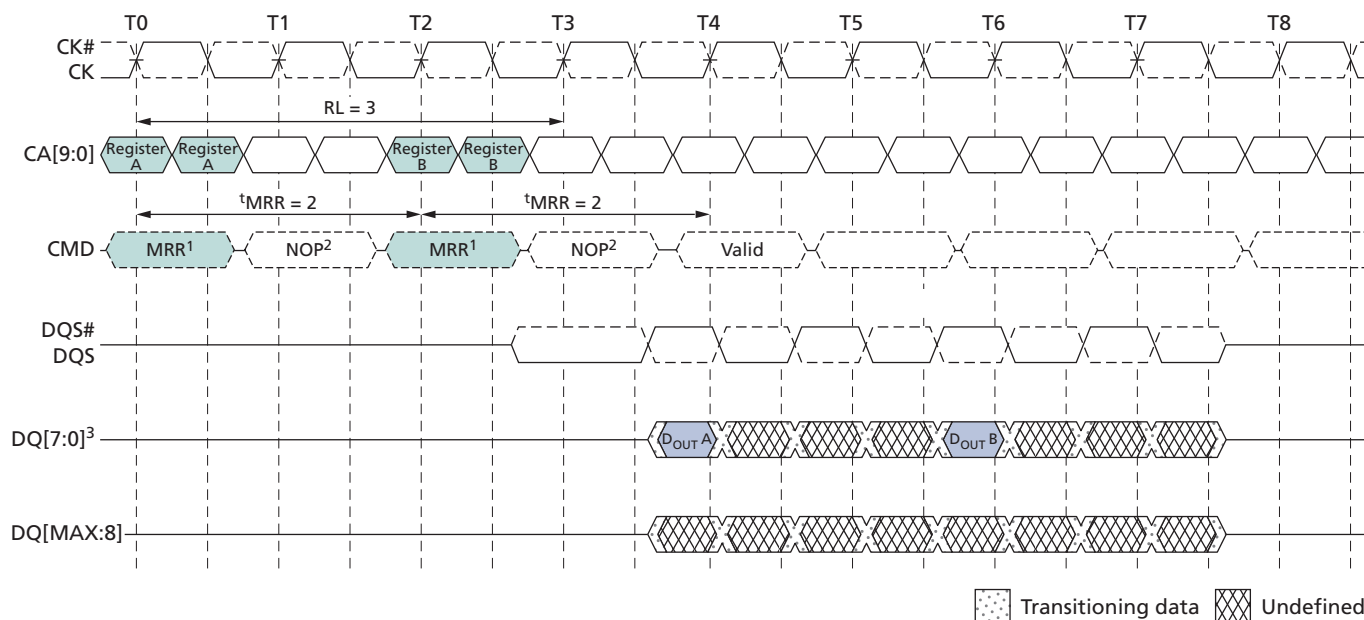 T0 T1 T2 T3 T4 T5 T6 T7 T8
CK#
CK
RL = 3
CA[9:0] Register A Register A Register B Register B
tMRR = 2 tMRR = 2
CMD MRR1 NOP2 MRR1 NOP2 Valid
DQS#
DQS
DQ[7:0]3 DOUT A DOUT B
DQ[MAX:8]
Transitioning data Undefined